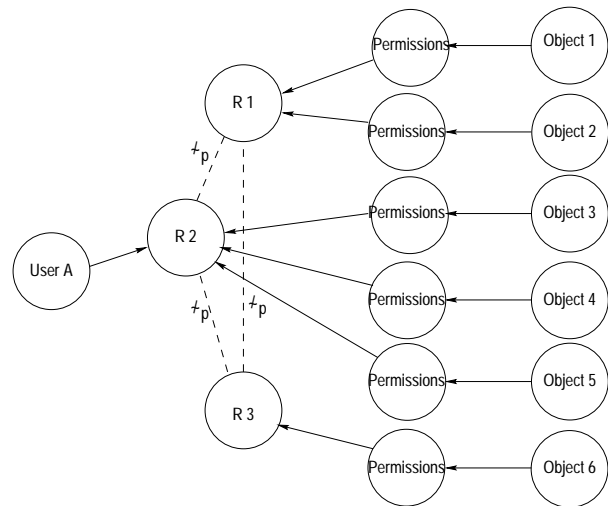 Permissions
Object 1
R 1
Permissions
Object 2
⊀p
Permissions
Object 3
R 2
User A
Permissions
Object 4
⊀p
⊀p
Permissions
Object 5
R 3
Permissions
Object 6